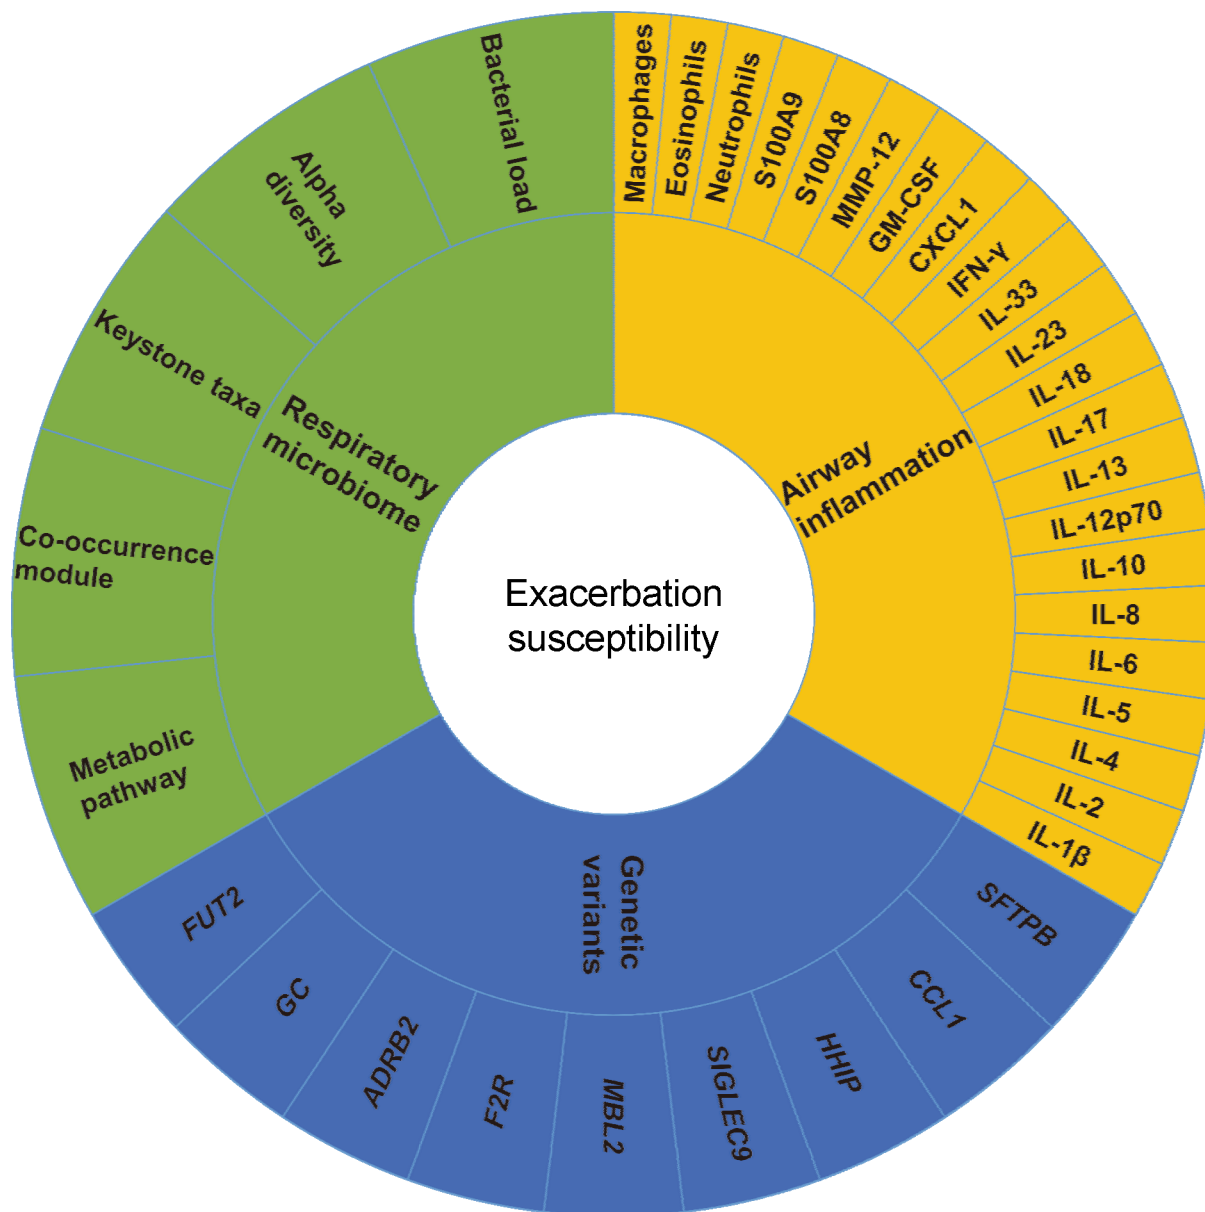 Exacerbation
susceptibility
Airway
inflammation
Macrophages
Eosinophils
Neutrophils
S100A9
S100A8
MMP-12
GM-CSF
CXCL1
IFN-γ
IL-33
IL-23
IL-18
IL-17
IL-13
IL-12p70
IL-10
IL-8
IL-6
IL-5
IL-4
IL-2
IL-1β
Genetic
variants
SFTPB
CCL1
HHIP
SIGLEC9
MBL2
F2R
ADRB2
GC
FUT2
Respiratory
microbiome
Metabolic
pathway
Co-occurrence
module
Keystone taxa
Alpha
diversity
Bacterial load